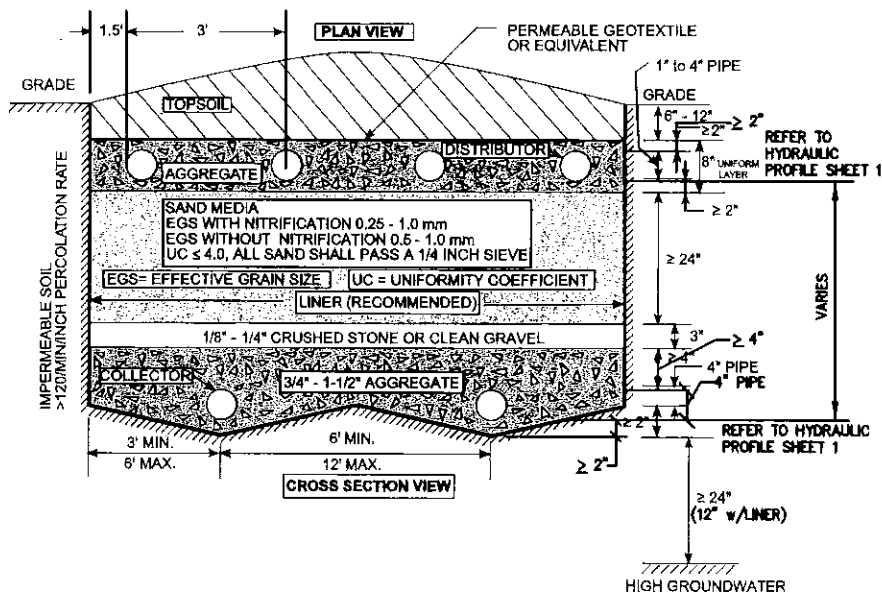 1.5'
3'
PLAN VIEW
PERMEABLE GEOTEXTILE
OR EQUIVALENT
1" to 4" PIPE
GRADE
GRADE
TOPSOIL
6" - 12"
≥ 2"
≥ 2"
DISTRIBUTOR
AGGREGATE
8" UNIFORM
LAYER
REFER TO
HYDRAULIC
PROFILE SHEET 1
≥ 2"
SAND MEDIA
EGS WITH NITRIFICATION 0.25 - 1.0 mm
EGS WITHOUT NITRIFICATION 0.5 - 1.0 mm
UC ≤ 4.0, ALL SAND SHALL PASS A 1/4 INCH SIEVE
EGS= EFFECTIVE GRAIN SIZE
UC = UNIFORMITY COEFFICIENT
≥ 24"
LINER (RECOMMENDED)
VARIES
IMPERMEABLE SOIL
>120/MIN/INCH PERCOLATION RATE
1/8" - 1/4" CRUSHED STONE OR CLEAN GRAVEL
3"
≥ 4"
≥ 4"
COLLECTOR
3/4" - 1-1/2" AGGREGATE
4" PIPE
4" PIPE
≥ 2"
REFER TO HYDRAULIC
PROFILE SHEET 1
3' MIN.
6' MAX.
6' MIN.
12' MAX.
≥ 2"
CROSS SECTION VIEW
≥ 24"
(12" w/LINER)
HIGH GROUNDWATER